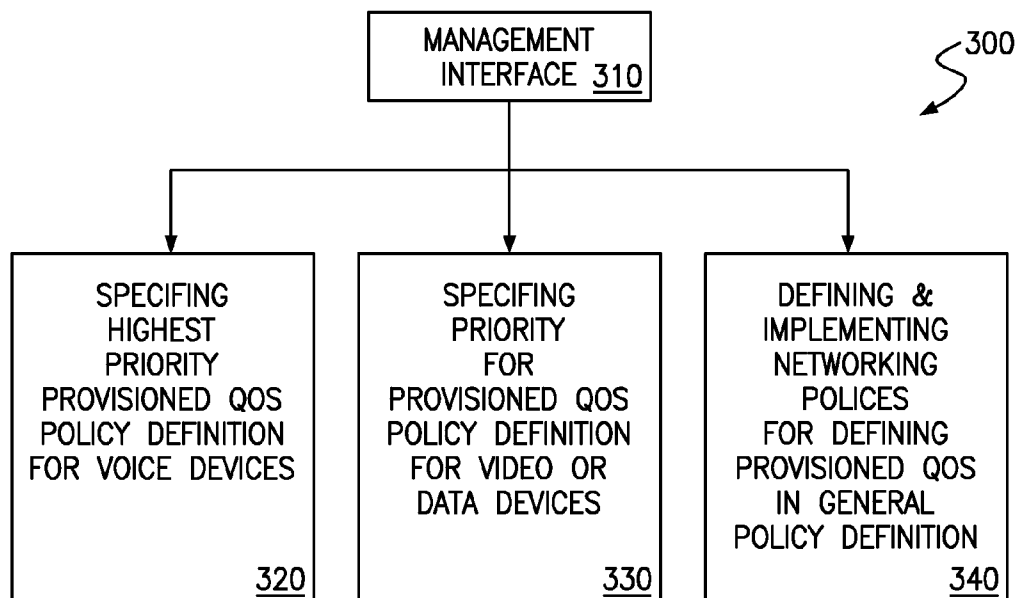 MANAGEMENT
INTERFACE 310
300
SPECIFING
HIGHEST
PRIORITY
PROVISIONED QOS
POLICY DEFINITION
FOR VOICE DEVICES
320
SPECIFING
PRIORITY
FOR
PROVISIONED QOS
POLICY DEFINITION
FOR VIDEO OR
DATA DEVICES
330
DEFINING &
IMPLEMENTING
NETWORKING
POLICES
FOR DEFINING
PROVISIONED QOS
IN GENERAL
POLICY DEFINITION
340